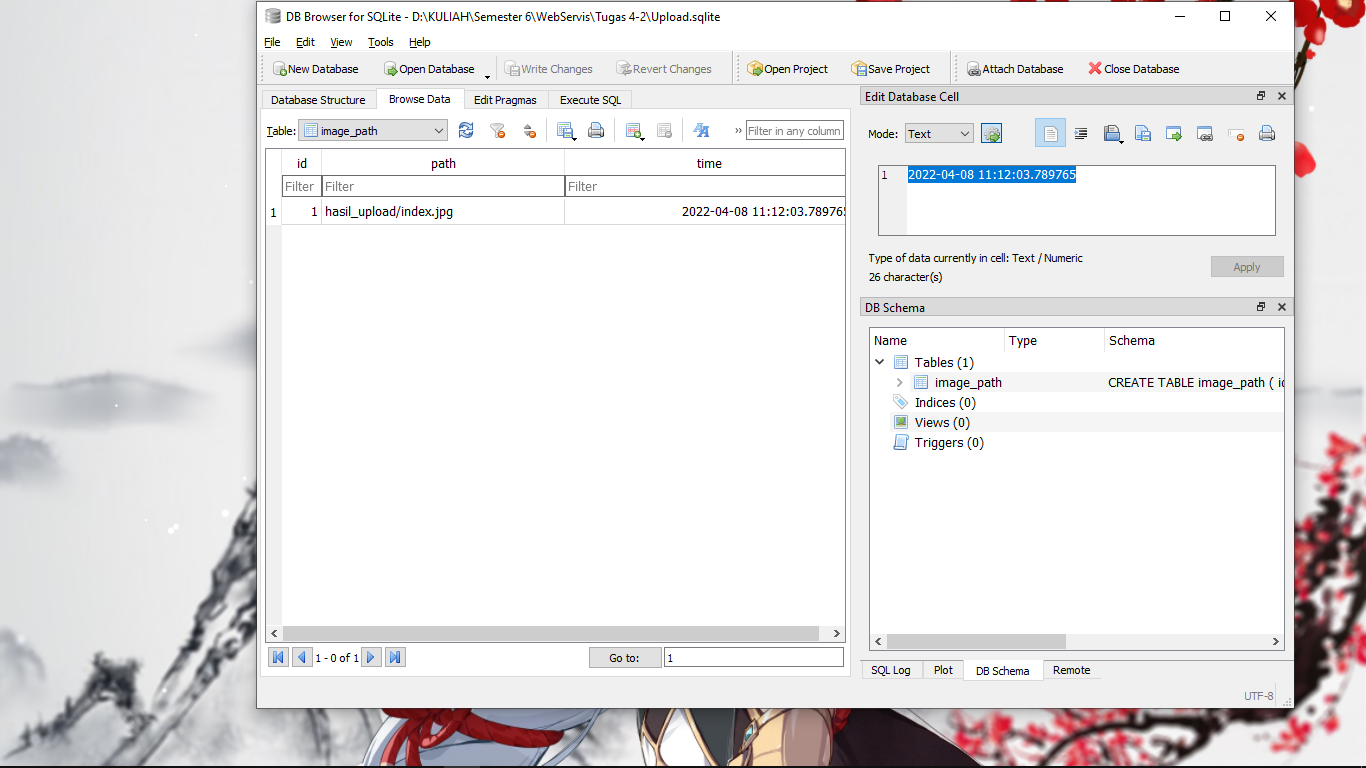 DB Browser for SQLite - D:\KULIAH\Semester 6\WebServis\Tugas 4-2\Upload.sqlite
File Edit View Tools Help
New Database Open Database Write Changes Revert Changes Open Project Save Project Attach Database Close Database
Database Structure Browse Data Edit Pragmas Execute SQL
Table: image_path » Filter in any column
id path time
Filter Filter Filter
1 1 hasil_upload/index.jpg 2022-04-08 11:12:03.789765
1 - 0 of 1 Go to: 1
Edit Database Cell
Mode: Text
1 2022-04-08 11:12:03.789765
Type of data currently in cell: Text / Numeric
26 character(s)
Apply
DB Schema
Name Type Schema
Tables (1)
image_path CREATE TABLE image_path ( id
Indices (0)
Views (0)
Triggers (0)
SQL Log Plot DB Schema Remote
UTF-8